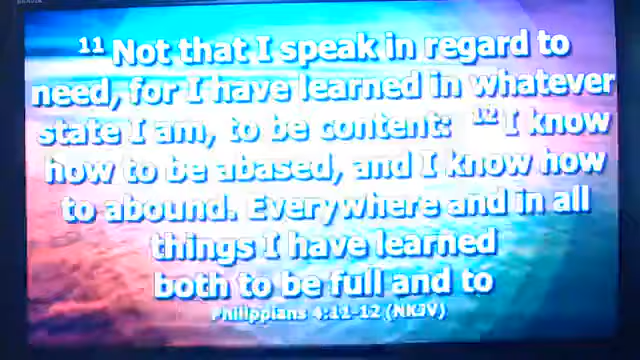 11 Not that I speak in regard to
need, for I have learned in whatever
state I am, to be content: 12 I know
how to be abased, and I know how
to abound. Everywhere and in all
things I have learned
both to be full and to
Philippians 4:11-12 (NKJV)